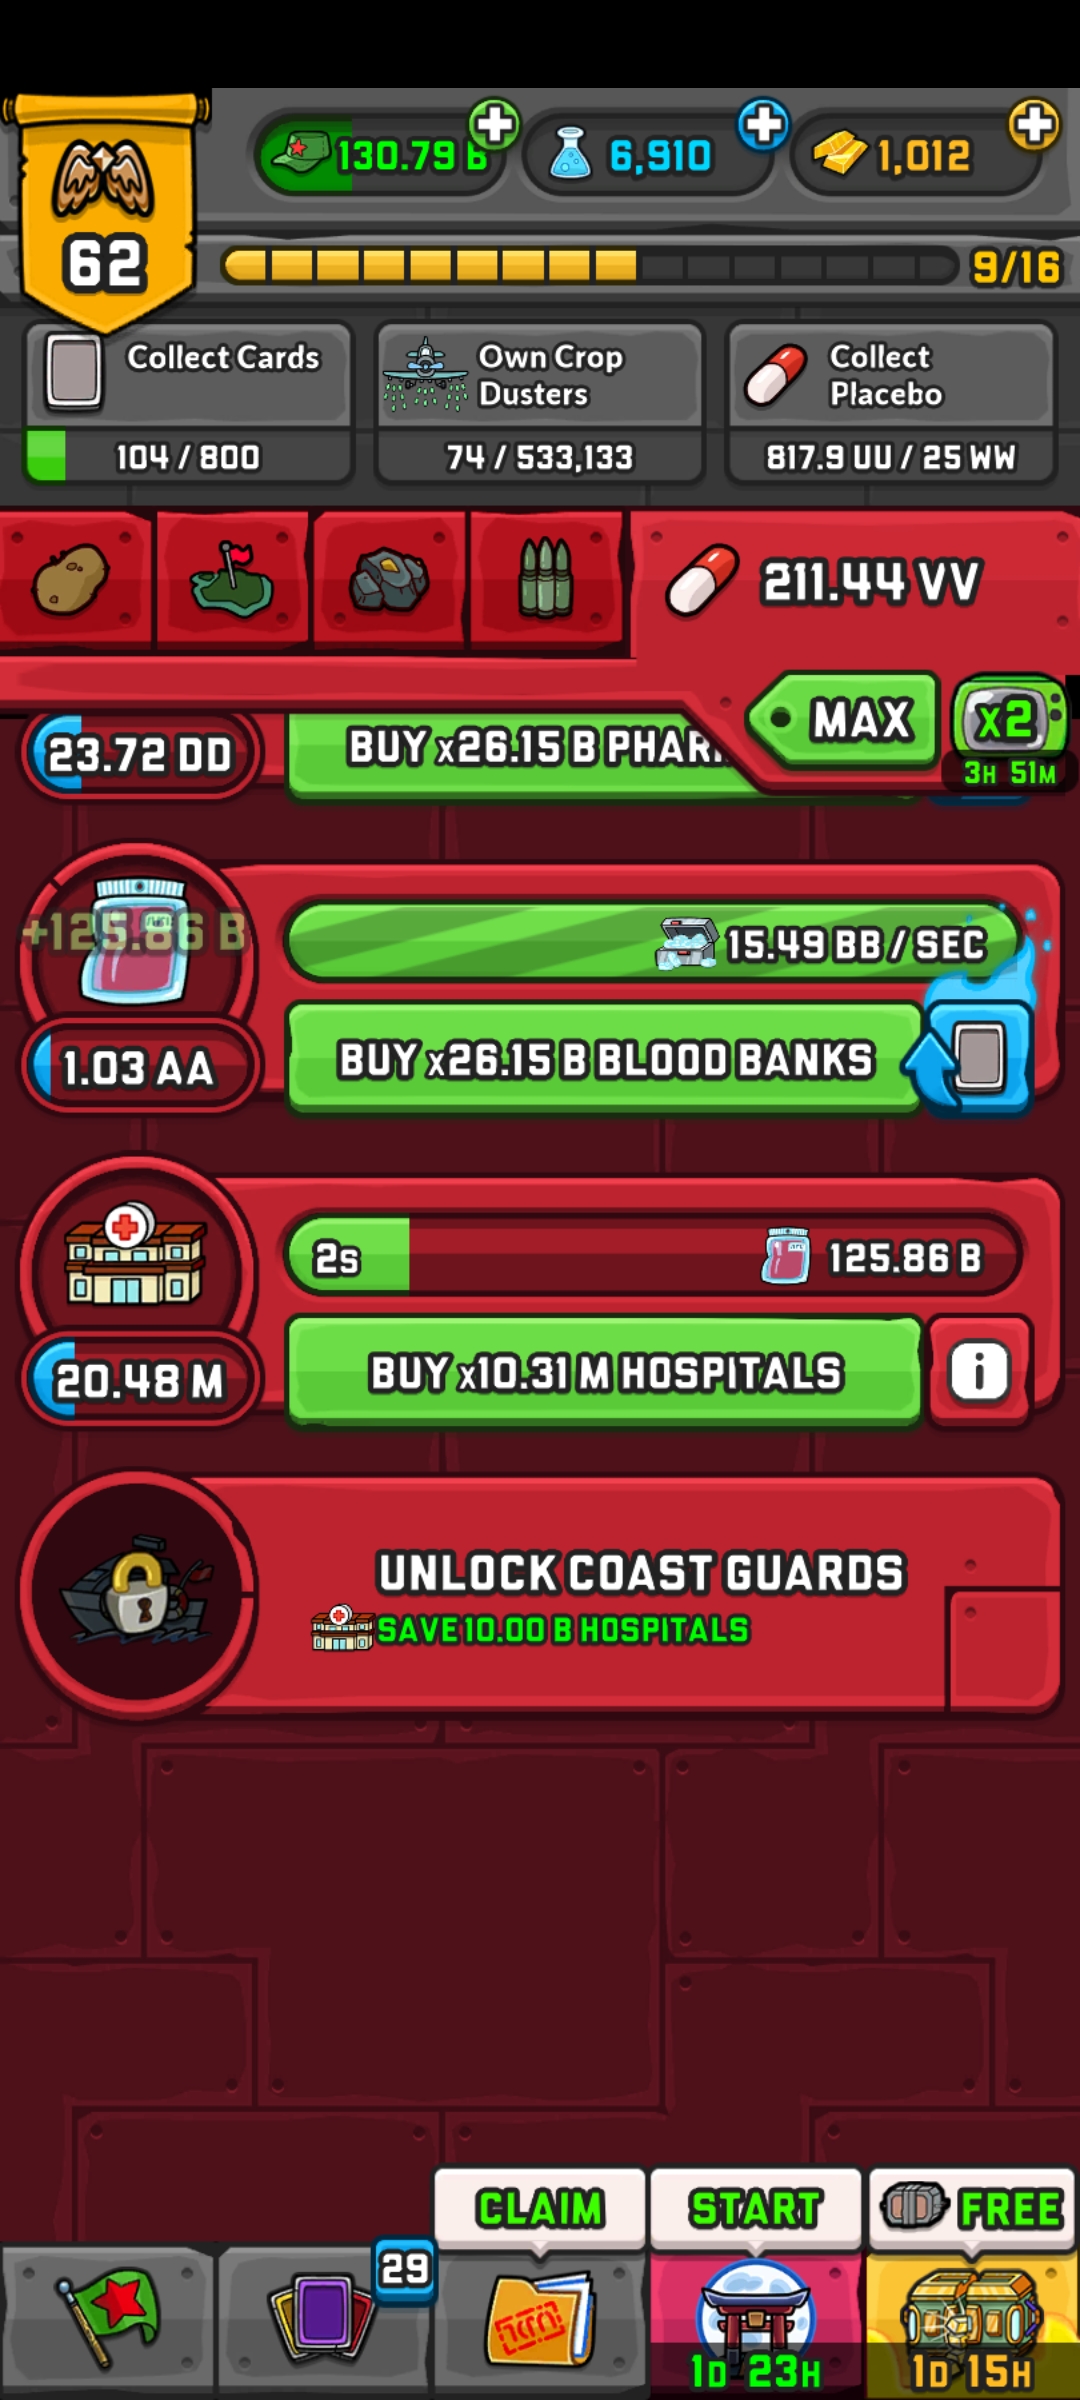 62
130.79 B
6,910
1,012
9/16
Collect Cards
104 / 800
Own Crop
Dusters
74 / 533,133
Collect
Placebo
817.9 UU / 25 WW
211.44 VV
MAX
x2
3H 51M
23.72 DD
BUY x26.15 B PHAR
+125.86 B
15.49 BB / SEC
1.03 AA
BUY x26.15 B BLOOD BANKS
2s
125.86 B
20.48 M
BUY x10.31 M HOSPITALS
i
UNLOCK COAST GUARDS
SAVE 10.00 B HOSPITALS
CLAIM
START
FREE
29
1D 23H
1D 15H